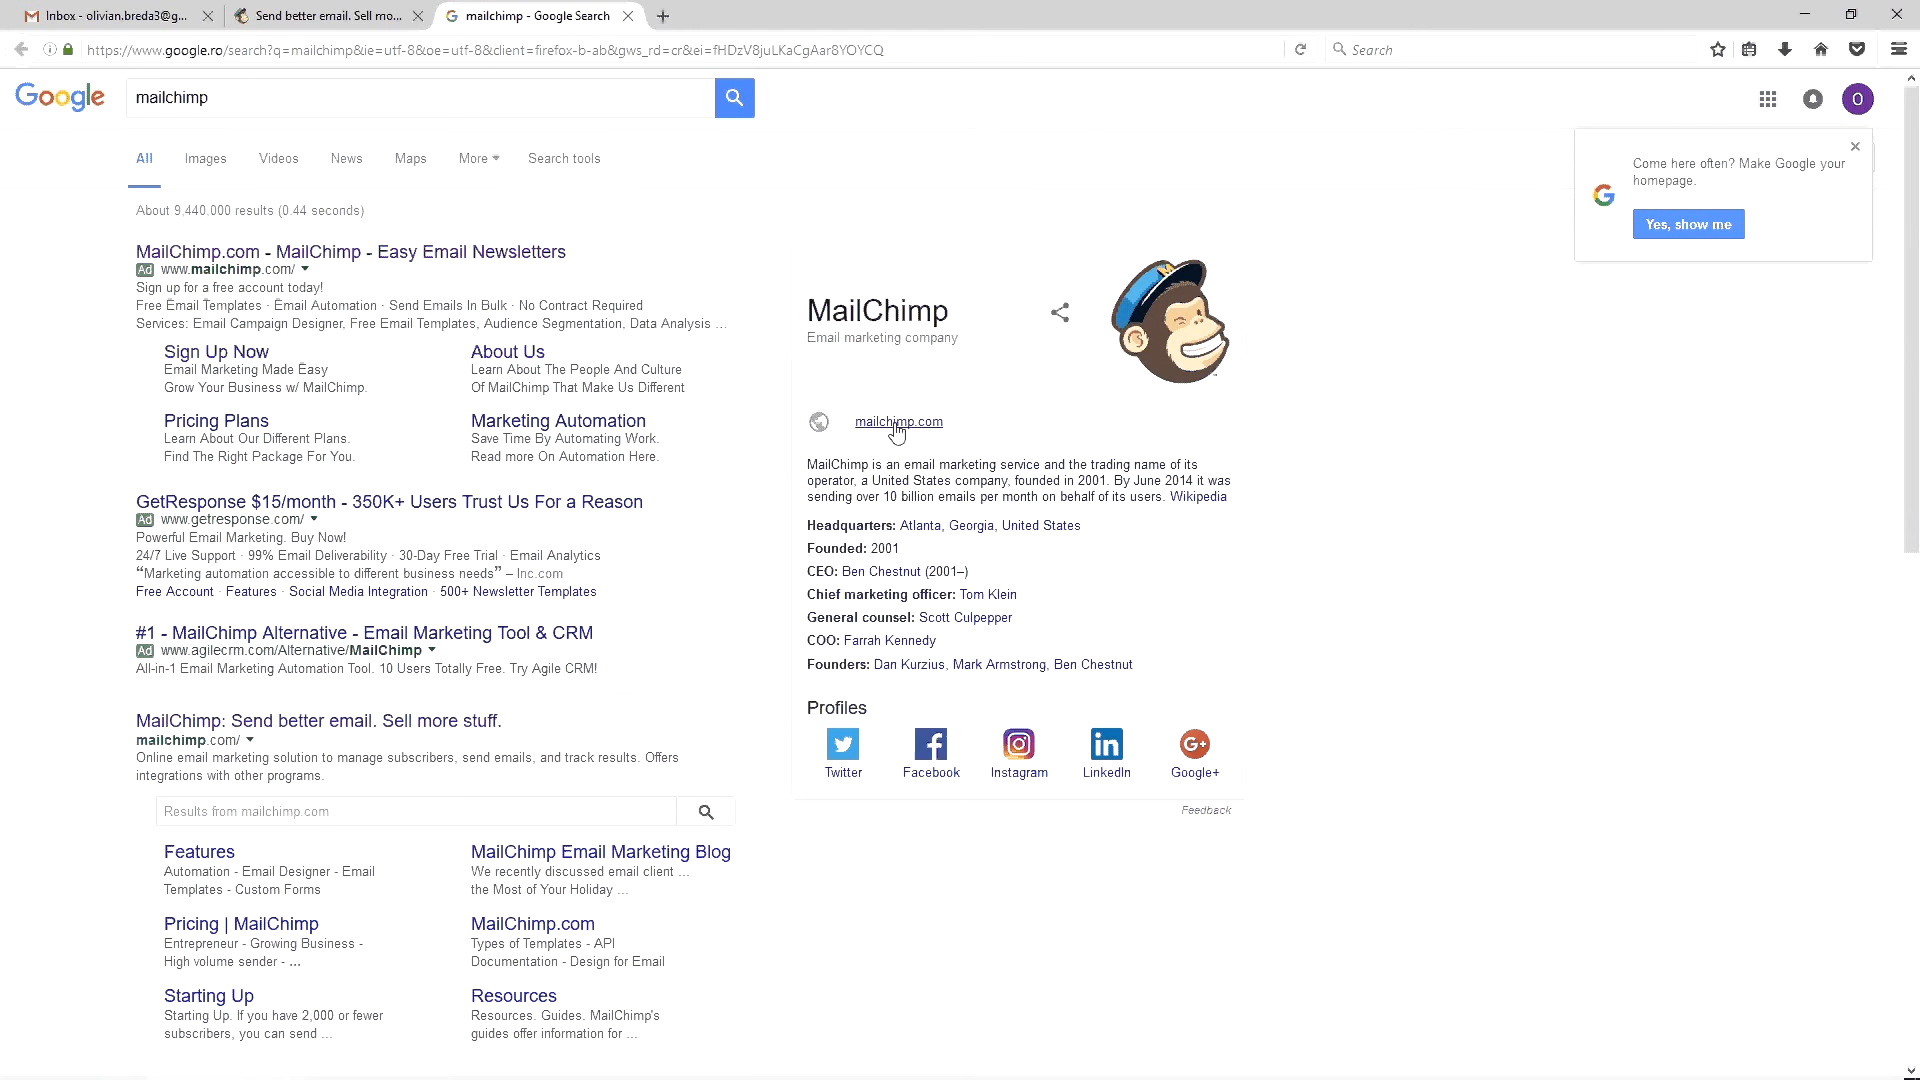 Inbox - olivian.breda3@g...
Send better email. Sell mo...
mailchimp - Google Search
https://www.google.ro/search?q=mailchimp&ie=utf-8&oe=utf-8&client=firefox-b-ab&gws_rd=cr&ei=fHDzV8juLKaCgAar8YOYCQ
Search
Google
mailchimp
O
All
Images
Videos
News
Maps
More
Search tools
Come here often? Make Google your
homepage.
Yes, show me
About 9,440,000 results (0.44 seconds)
MailChimp.com - MailChimp - Easy Email Newsletters
Ad www.mailchimp.com/
Sign up for a free account today!
Free Email Templates · Email Automation · Send Emails In Bulk · No Contract Required
Services: Email Campaign Designer, Free Email Templates, Audience Segmentation, Data Analysis ...
Sign Up Now
Email Marketing Made Easy
Grow Your Business w/ MailChimp.
About Us
Learn About The People And Culture
Of MailChimp That Make Us Different
Pricing Plans
Learn About Our Different Plans.
Find The Right Package For You.
Marketing Automation
Save Time By Automating Work.
Read more On Automation Here.
GetResponse $15/month - 350K+ Users Trust Us For a Reason
Ad www.getresponse.com/
Powerful Email Marketing. Buy Now!
24/7 Live Support · 99% Email Deliverability · 30-Day Free Trial · Email Analytics
“Marketing automation accessible to different business needs” – Inc.com
Free Account · Features · Social Media Integration · 500+ Newsletter Templates
#1 - MailChimp Alternative - Email Marketing Tool & CRM
Ad www.agilecrm.com/Alternative/MailChimp
All-in-1 Email Marketing Automation Tool. 10 Users Totally Free. Try Agile CRM!
MailChimp: Send better email. Sell more stuff.
mailchimp.com/
Online email marketing solution to manage subscribers, send emails, and track results. Offers
integrations with other programs.
Results from mailchimp.com
Features
Automation - Email Designer - Email
Templates - Custom Forms
MailChimp Email Marketing Blog
We recently discussed email client ...
the Most of Your Holiday ...
Pricing | MailChimp
Entrepreneur - Growing Business -
High volume sender - ...
MailChimp.com
Types of Templates - API
Documentation - Design for Email
Starting Up
Starting Up. If you have 2,000 or fewer
subscribers, you can send ...
Resources
Resources. Guides. MailChimp's
guides offer information for ...
MailChimp
Email marketing company
mailchimp.com
MailChimp is an email marketing service and the trading name of its
operator, a United States company, founded in 2001. By June 2014 it was
sending over 10 billion emails per month on behalf of its users. Wikipedia
Headquarters: Atlanta, Georgia, United States
Founded: 2001
CEO: Ben Chestnut (2001–)
Chief marketing officer: Tom Klein
General counsel: Scott Culpepper
COO: Farrah Kennedy
Founders: Dan Kurzius, Mark Armstrong, Ben Chestnut
Profiles
Twitter
Facebook
Instagram
LinkedIn
Google+
Feedback